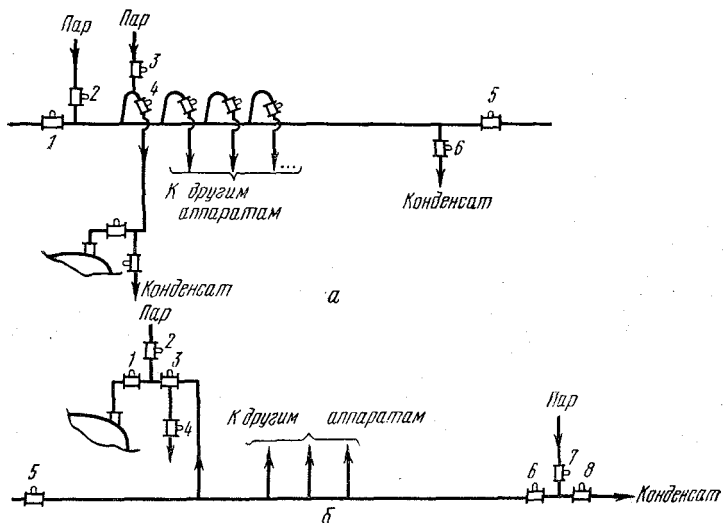 Пар
Пар
3
2
4
5
1
6
К другим
аппаратам
...
Конденсат
Конденсат
а
Пар
2
1
3
4
К другим аппаратам
Пар
7
5
6
8
Конденсат
б